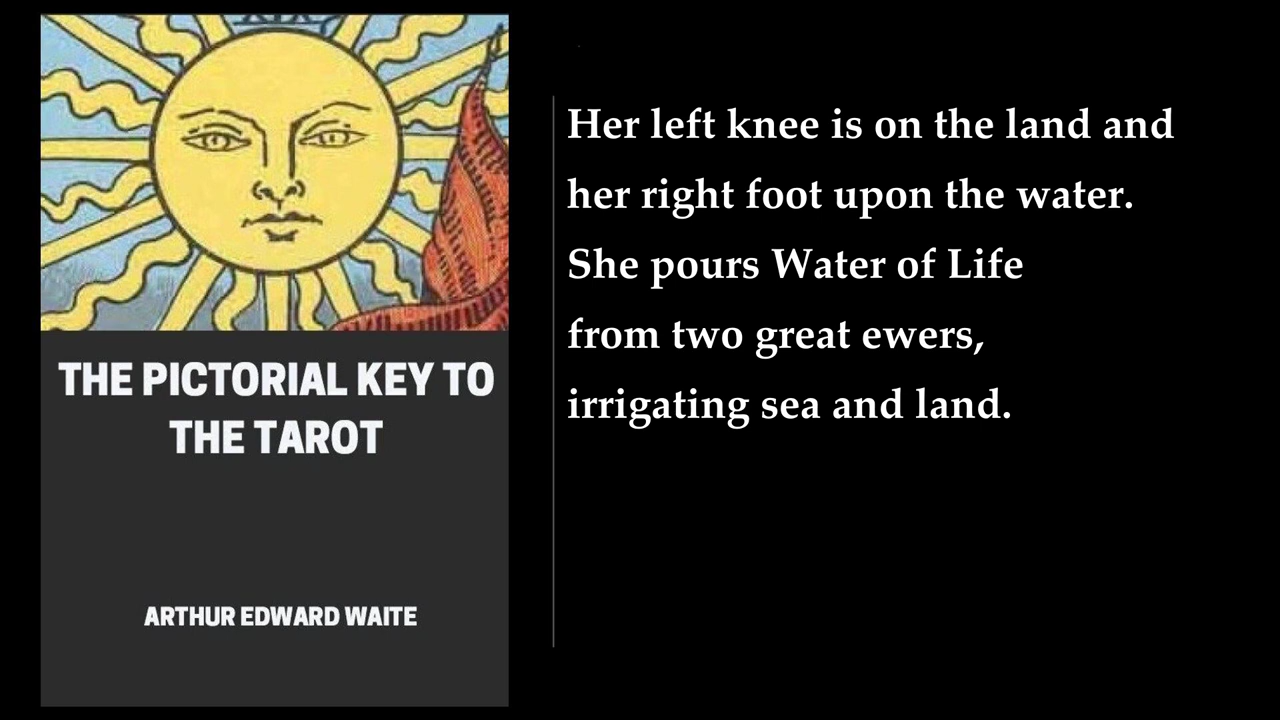 XIX
THE PICTORIAL KEY TO
THE TAROT
ARTHUR EDWARD WAITE
Her left knee is on the land and
her right foot upon the water.
She pours Water of Life
from two great ewers,
irrigating sea and land.